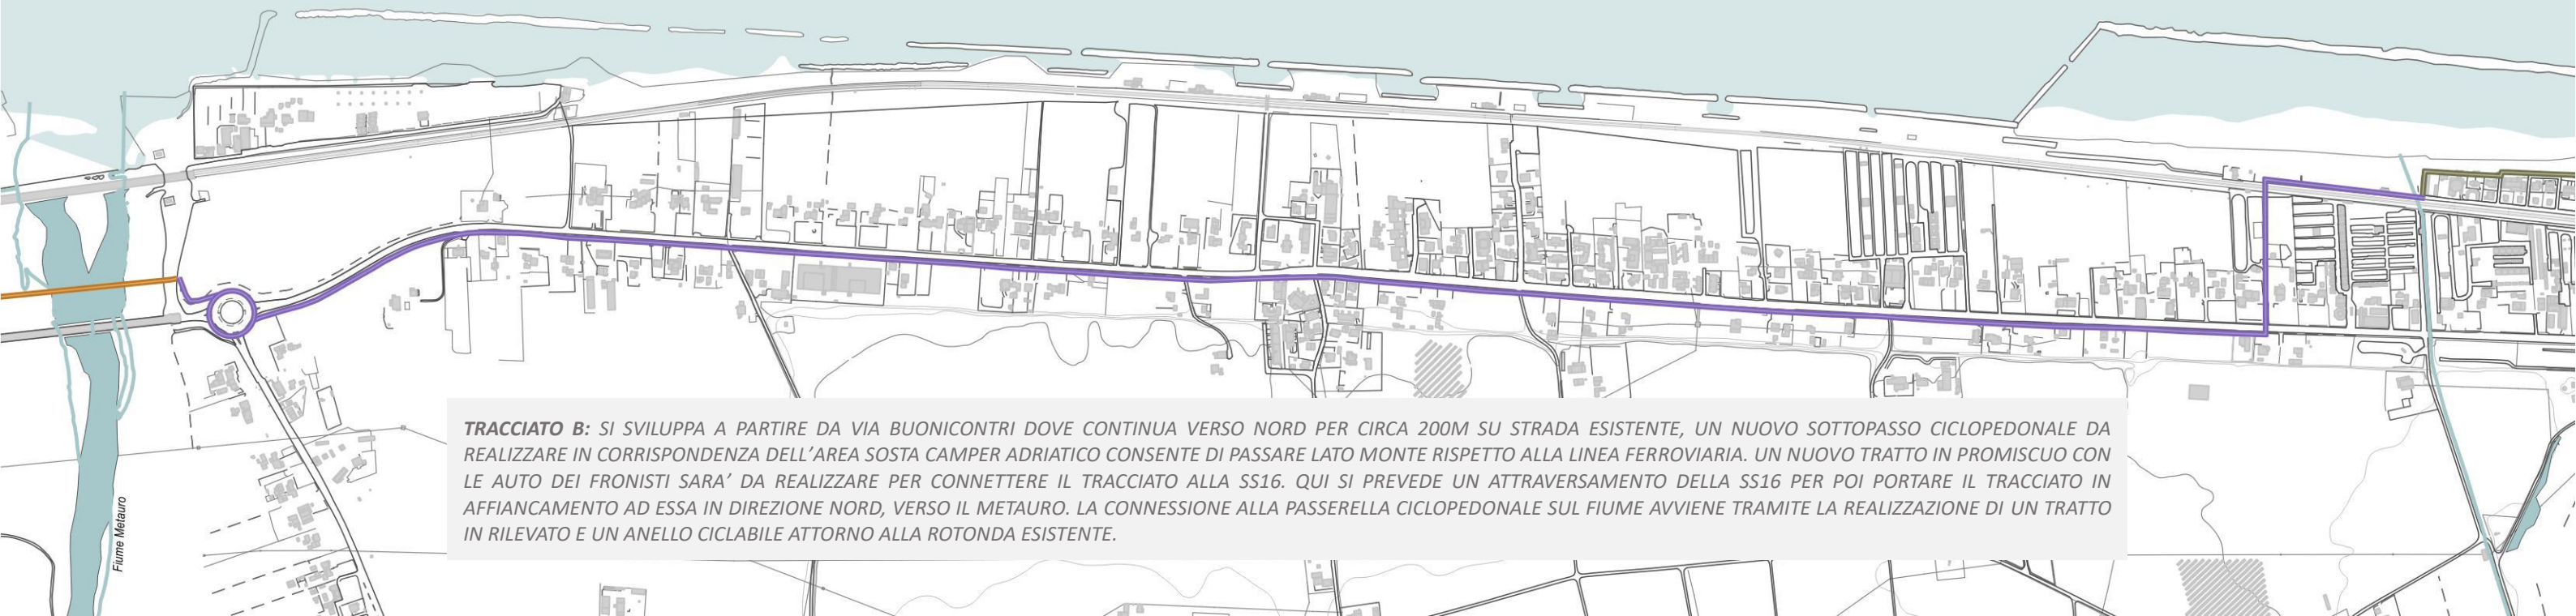 TRACCIATO B: SI SVILUPPA A PARTIRE DA VIA BUONICONTRI DOVE CONTINUA VERSO NORD PER CIRCA 200M SU STRADA ESISTENTE, UN NUOVO SOTTOPASSO CICLOPEDONALE DA
REALIZZARE IN CORRISPONDENZA DELL'AREA SOSTA CAMPER ADRIATICO CONSENTE DI PASSARE LATO MONTE RISPETTO ALLA LINEA FERROVIARIA. UN NUOVO TRATTO IN PROMISCUO CON
LE AUTO DEI FRONISTI SARA' DA REALIZZARE PER CONNETTERE IL TRACCIATO ALLA SS16. QUI SI PREVEDE UN ATTRAVERSAMENTO DELLA SS16 PER POI PORTARE IL TRACCIATO IN
AFFIANCAMENTO AD ESSA IN DIREZIONE NORD, VERSO IL METAURO. LA CONNESSIONE ALLA PASSERELLA CICLOPEDONALE SUL FIUME AVVIENE TRAMITE LA REALIZZAZIONE DI UN TRATTO
IN RILEVATO E UN ANELLO CICLABILE ATTORNO ALLA ROTONDA ESISTENTE.
Fiume Metauro